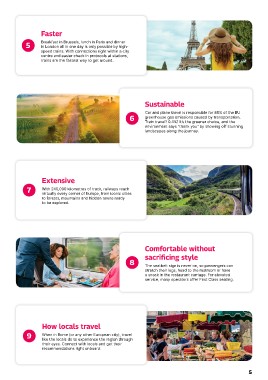 Faster
5
Breakfast in Brussels, lunch in Paris and dinner
in London all in one day is only possible by high-
speed trains. With connections right within a city
centre and easier check-in protocols at stations,
trains are the fastest way to get around.
Sustainable
6
Car and plane travel is responsible for
of the EU
greenhouse gas emissions caused by transportation.
Train travel?
the greener choice, and the
environment says "thank you" by showing off stunning
landscapes along the journey.
Extensive
7
With
kilometres of track, railways reach
virtually every corner of Europe, from iconic cities
to forests, mountains and hidden towns ready
to be explored.
Comfortable without
sacrificing style
8
The seatbelt sign is never on, so passengers can
stretch their legs, head to the bathroom or have
a snack in the restaurant carriage. For elevated
service, many operators offer First Class seating.
How locals travel
9
When in Rome (or any other European city), travel
like the locals do to experience the region through
their eyes. Connect with locals and get their
recommendations right onboard.
5